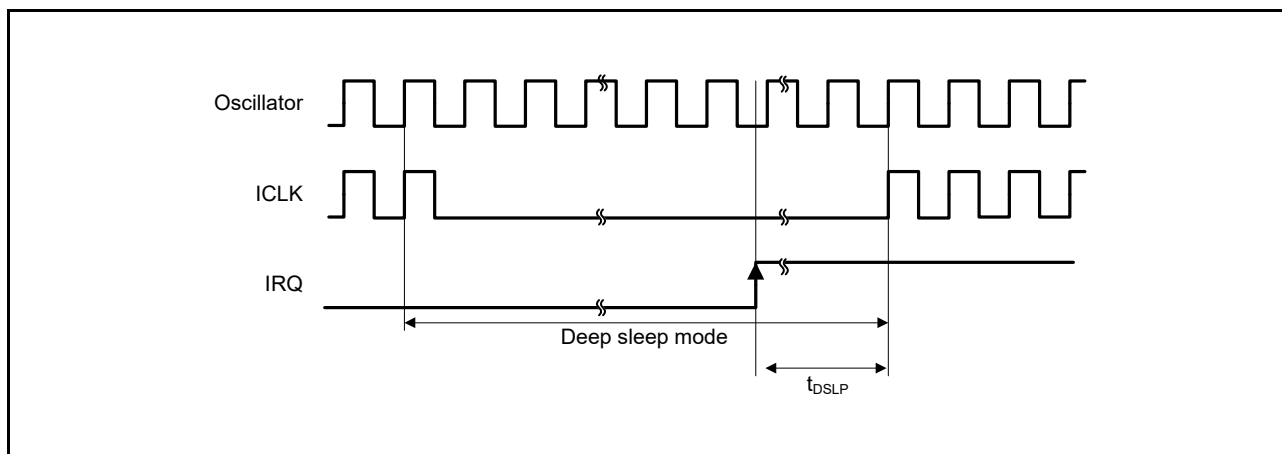 Oscillator
ICLK
IRQ
Deep sleep mode
tDSLP